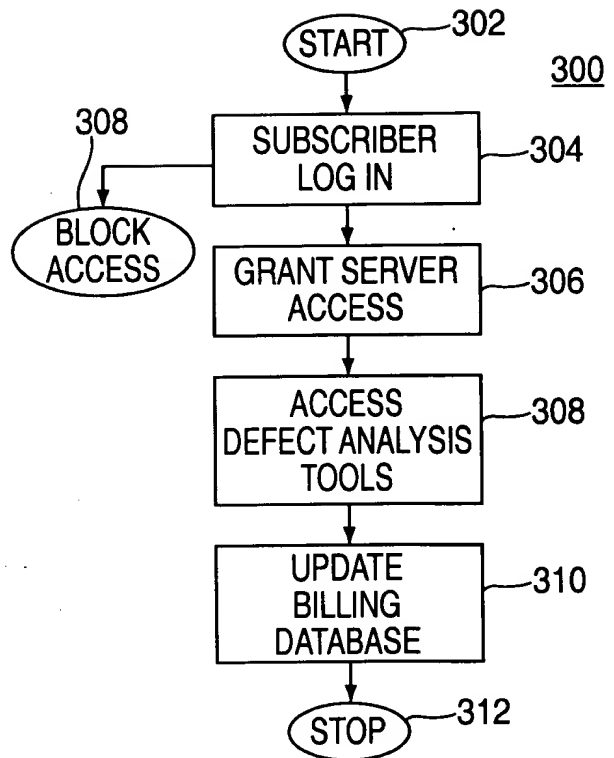 START
302
300
308
SUBSCRIBER
LOG IN
304
BLOCK
ACCESS
GRANT SERVER
ACCESS
306
ACCESS
DEFECT ANALYSIS
TOOLS
308
UPDATE
BILLING
DATABASE
310
STOP
312